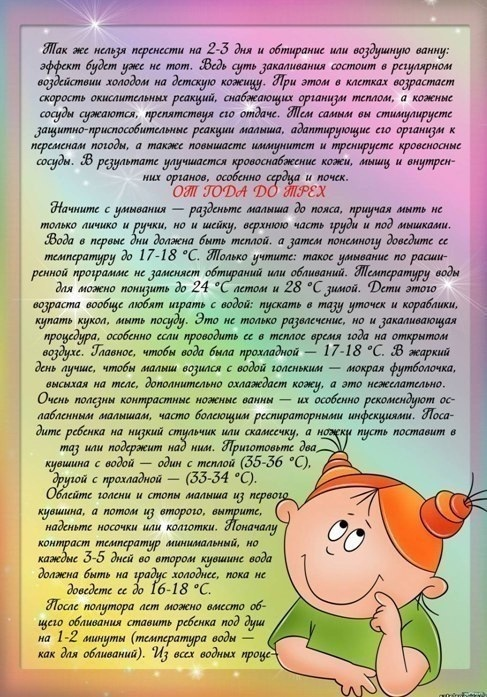 Так же нельзя перенести на 2-3 дня и обтирание или воздушную ванну:
эффект будет уже не тот. Ведь суть закаливания состоит в регулярном
воздействии холодом на детскую кожицу. При этом в клетках возрастает
скорость окислительных реакций, снабжающих организм теплом, а кожные
сосуды сужаются, препятствуя его отдаче. Тем самым вы стимулируете
защитно-приспособительные реакции малыша, адаптирующие его организм к
переменам погоды, а также повышаете иммунитет и тренируете кровеносные
сосуды. В результате улучшается кровоснабжение кожи, мышц и внутрен-
них органов, особенно сердца и почек.
ОТ ГОДА ДО ТРЕХ
Начните с умывания — разденьте малыша до пояса, приучая мыть не
только личико и ручки, но и шейку, верхнюю часть груди и под мышками.
Вода в первые дни должна быть теплой. а затем понемногу доведите ее
температуру до 17-18 °С. Только учтите: такое умывание по расши-
ренной программе не заменяет обтираний или обливаний. Температуру воды
для можно понизить до 24 °С летом и 28 °С зимой. Дети этого
возраста вообще любят играть с водой: пускать в тазу уточек и кораблики,
купать кукол, мыть посуду. Это не только развлечение, но и закаливающая
процедура, особенно если проводить ее в теплое время года на открытом
воздухе. Главное, чтобы вода была прохладной — 17-18 °С. В жаркий
день лучше, чтобы малыш возился с водой голеньким — мокрая футболочка,
высыхая на теле, дополнительно охлаждает кожу, а это нежелательно.
Очень полезны контрастные ножные ванны — их особенно рекомендуют ос-
лабленным малышам, часто болеющим респираторными инфекциями. Поса-
дите ребенка на низкий стульчик или скамеечку, а ножки пусть поставит в
таз или подержит над ним. Приготовьте два
кувшина с водой — один с теплой (35-36 °С),
другой с прохладной — (33-34 °С).
Облейте голени и стопы малыша из первого
кувшина, а потом из второго, вытрите,
наденьте носочки или колготки. Поначалу
контраст температур минимальный, но
каждые 3-5 дней во втором кувшине вода
должна быть на градус холоднее, пока не
доведете ее до 16-18 °С.
После полутора лет можно вместо об-
щего обливания ставить ребенка под душ
на 1-2 минуты (температура воды —
как для обливаний). Из всех водных проце-